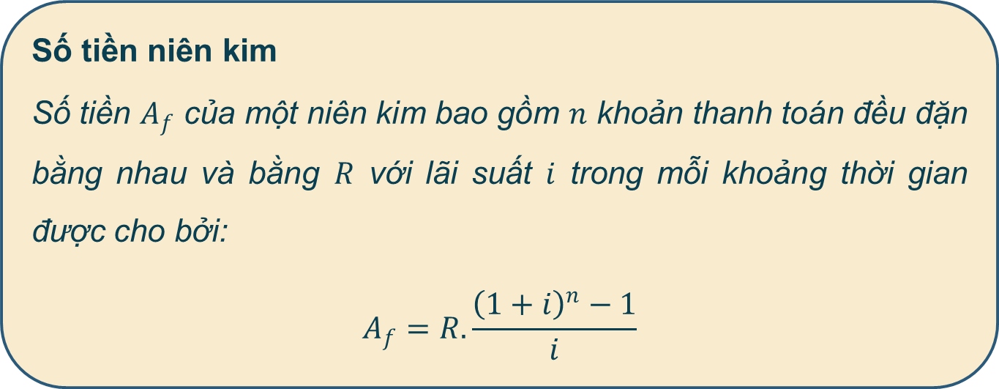 Số tiền niên kim
Số tiền A_f của một niên kim bao gồm n khoản thanh toán đều đặn
bằng nhau và bằng R với lãi suất i trong mỗi khoảng thời gian
được cho bởi:
A_f = R. \frac{(1 + i)^n − 1}{i}